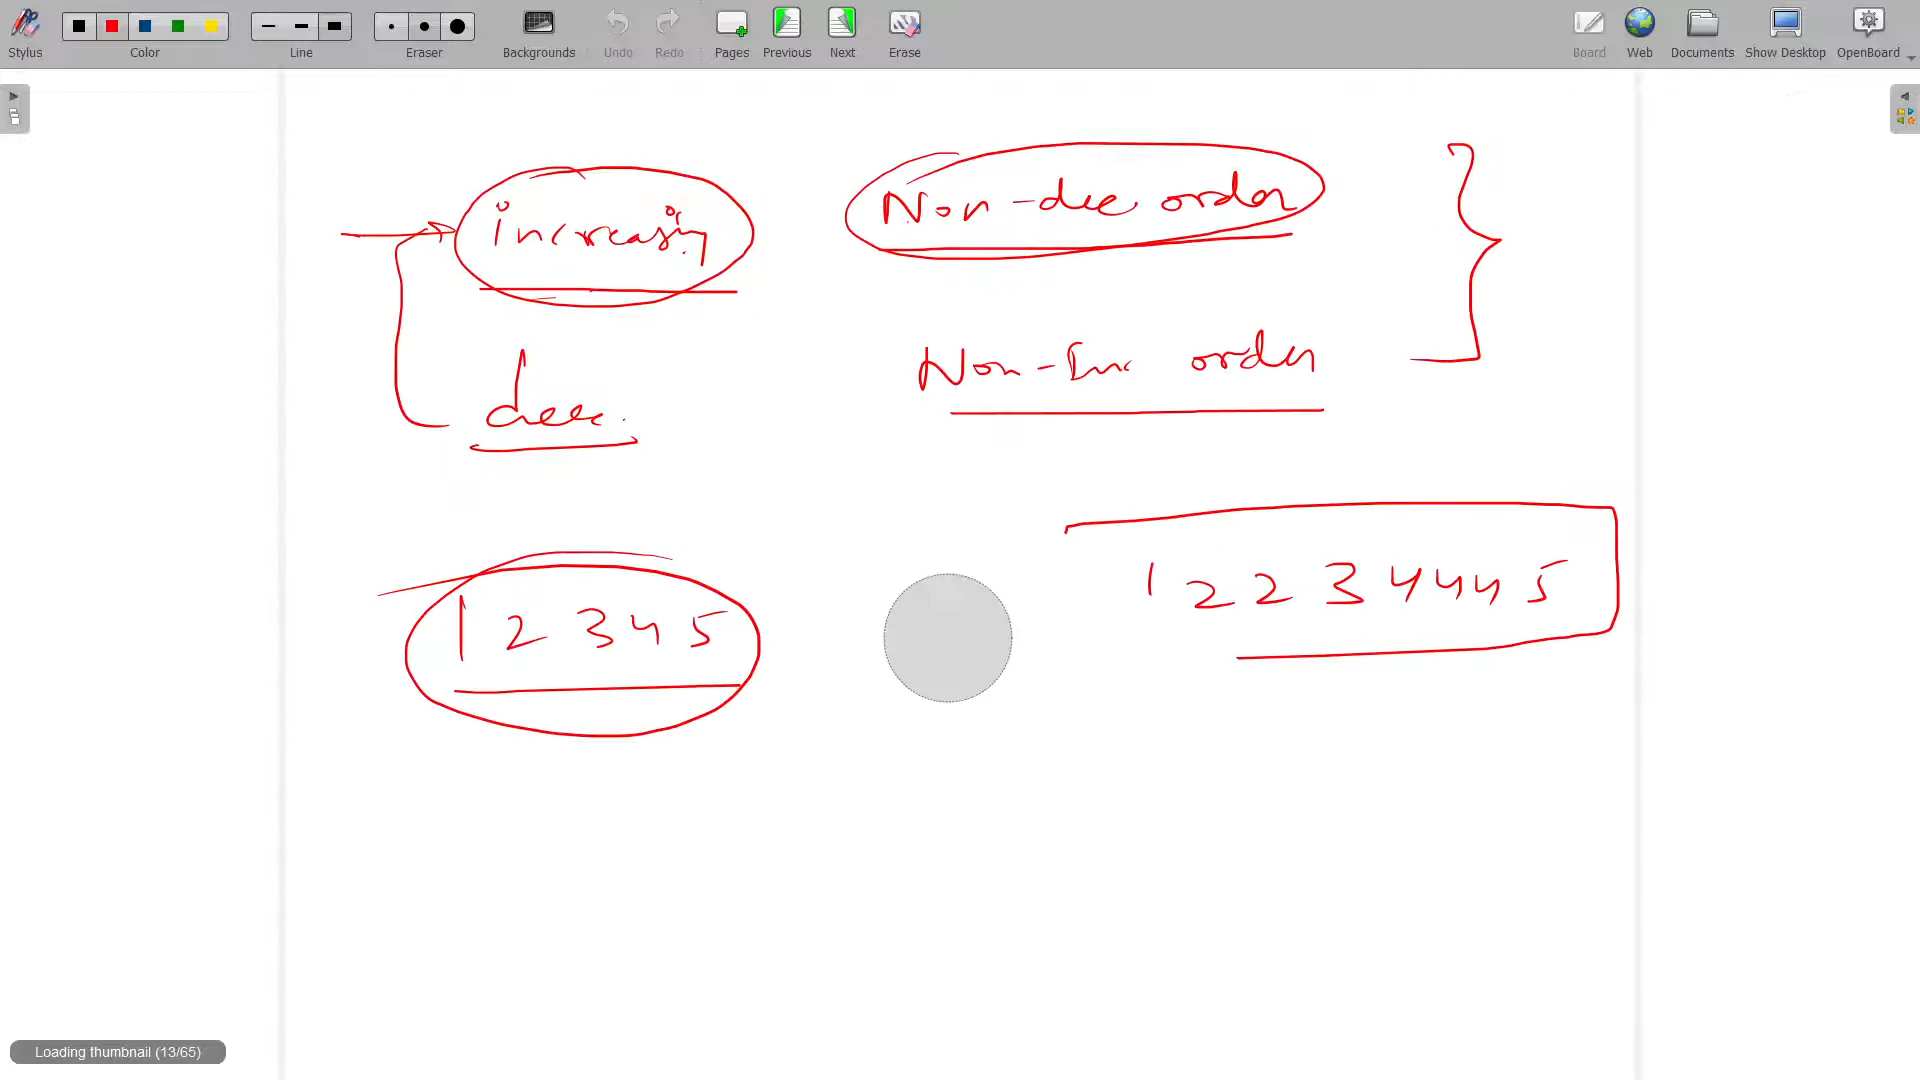 Stylus
Color
Line
Eraser
Backgrounds
Undo
Redo
Pages
Previous
Next
Erase
Board
Web
Documents
Show Desktop
OpenBoard
increasing
Non-dec order
dec.
Non-Inc order
1 2 3 4 5
1 2 2 3 4 4 4 5
Loading thumbnail (13/65)